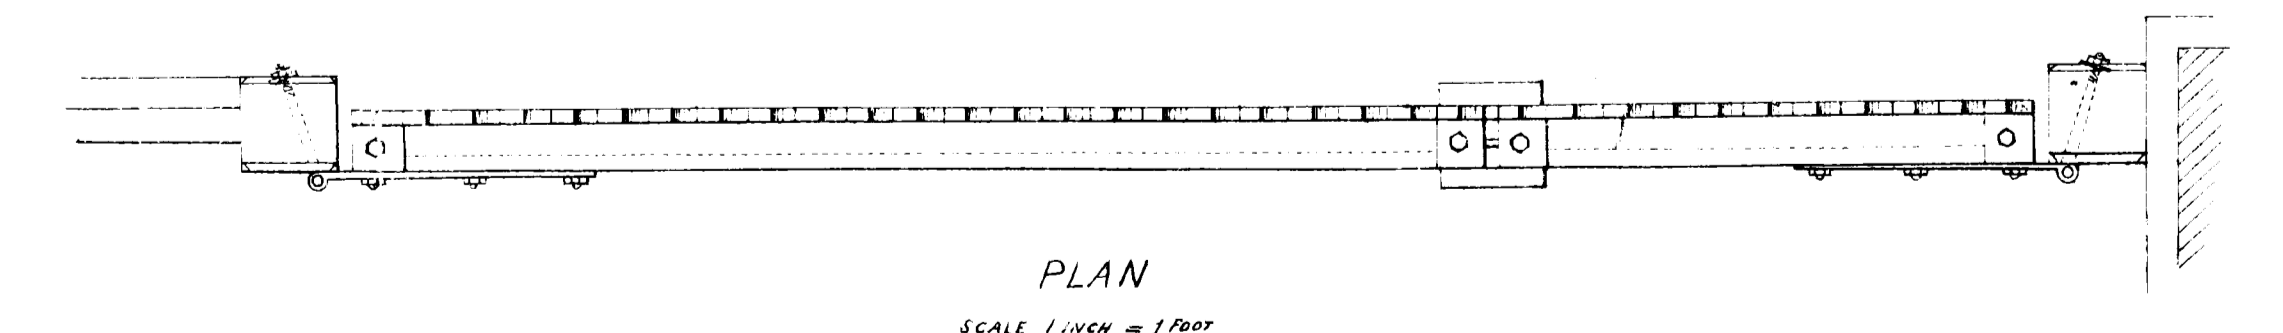 PLAN
SCALE 1 INCH = 1 FOOT